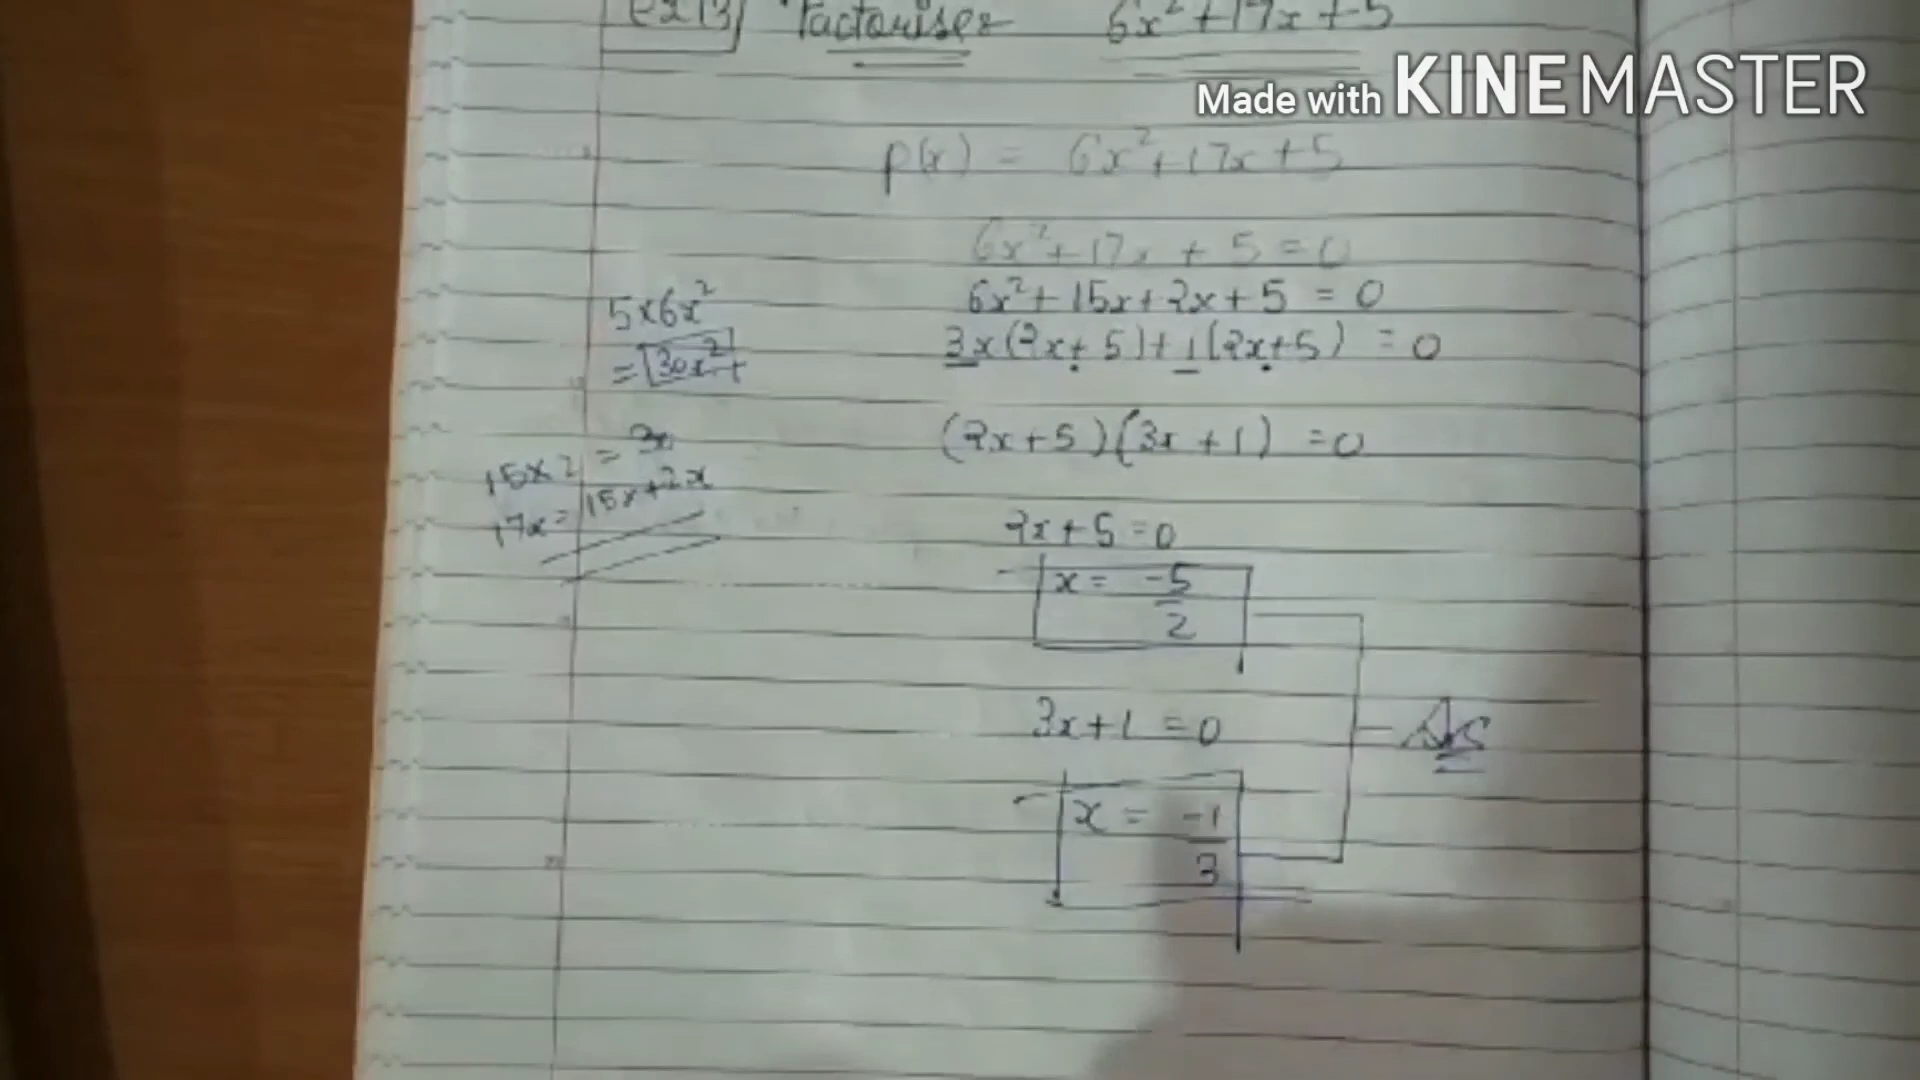 Ex 13 Factorise 6x² + 17x + 5
Made with KINEMASTER
p(x) = 6x² + 17x + 5
6x² + 17x + 5 = 0
6x² + 15x + 2x + 5 = 0
3x(2x + 5) + 1(2x + 5) = 0
(2x + 5)(3x + 1) = 0
5x6x²
= 30x²
15x2 = 30
17x = 15x + 2x
2x + 5 = 0
x = -5/2
3x + 1 = 0
x = -1/3
Ans